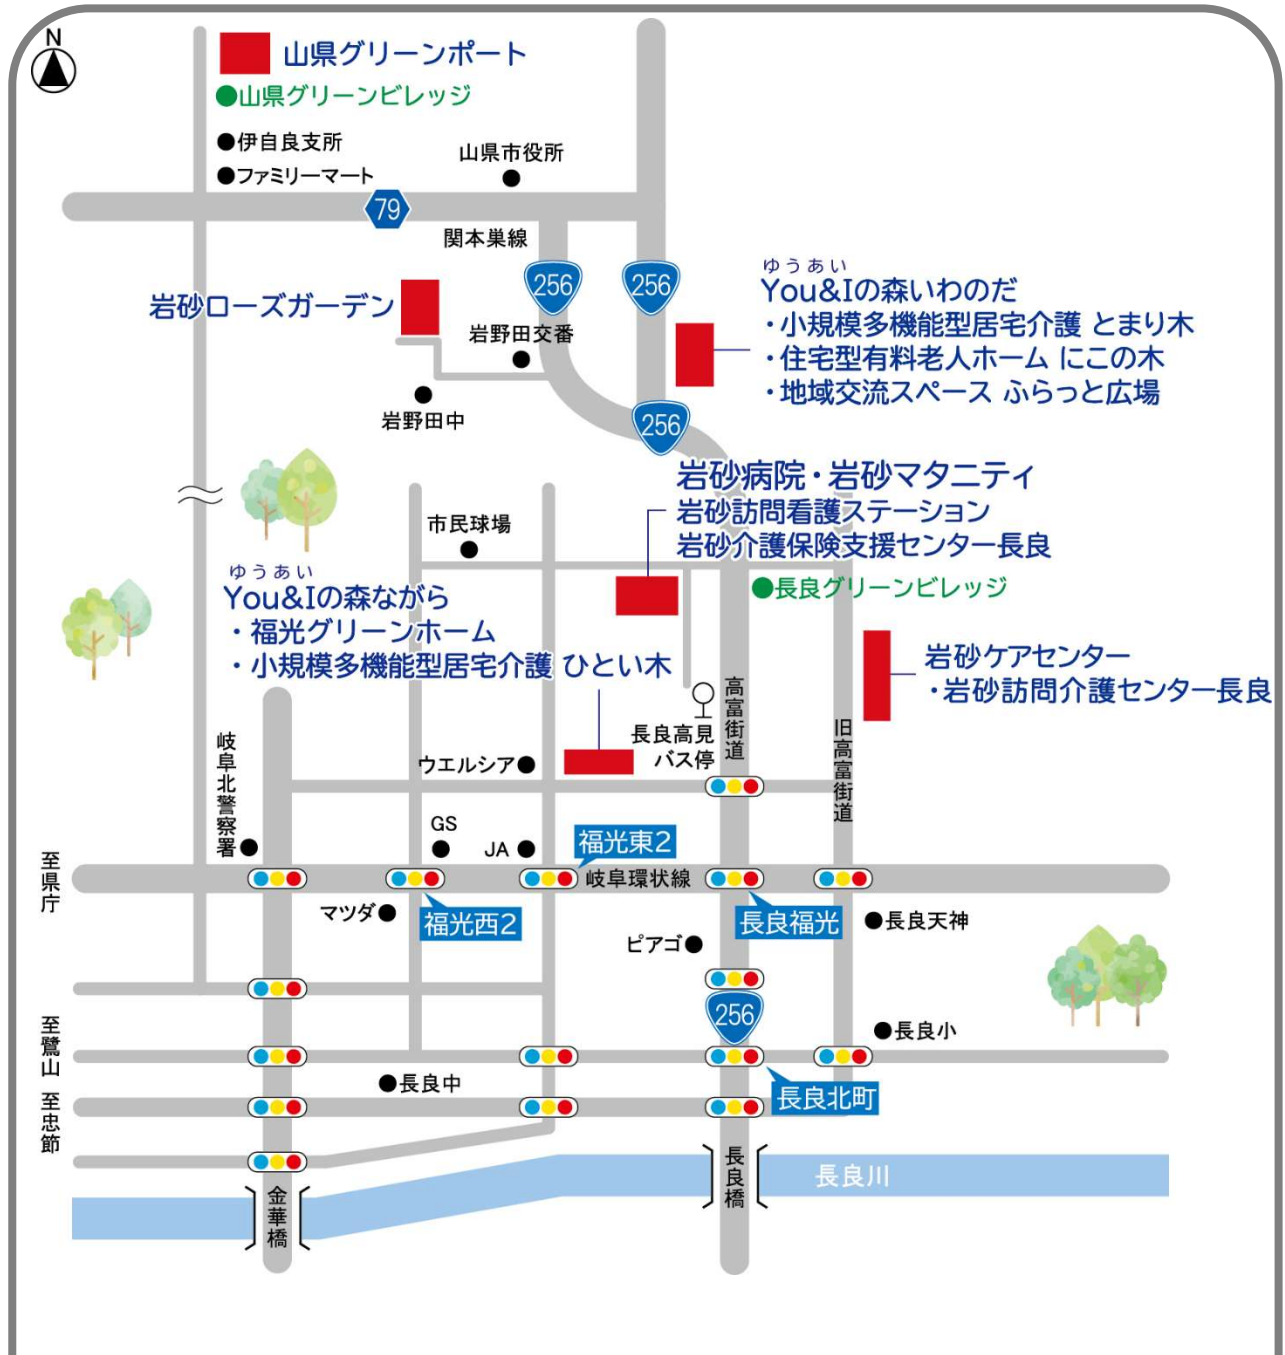 N
山県グリーンポート
●山県グリーンビレッジ
●伊自良支所
●ファミリーマート
山県市役所
79
関本巣線
256
256
岩砂ローズガーデン
岩野田交番
岩野田中
256
ゆうあい
You&Iの森いわのだ
・小規模多機能型居宅介護 とまり木
・住宅型有料老人ホーム にこの木
・地域交流スペース ふらっと広場
岩砂病院・岩砂マタニティ
岩砂訪問看護ステーション
岩砂介護保険支援センター長良
市民球場
●長良グリーンビレッジ
ゆうあい
You&Iの森ながら
・福光グリーンホーム
・小規模多機能型居宅介護 ひとい木
岩砂ケアセンター
・岩砂訪問介護センター長良
長良高見
バス停
高富街道
旧高富街道
岐阜北警察署
ウエルシア
GS
JA
福光東2
至県庁
岐阜環状線
マツダ
福光西2
長良福光
●長良天神
ピアゴ
256
至鷺山
●長良小
●長良中
長良北町
至忠節
長良橋
長良川
金華橋